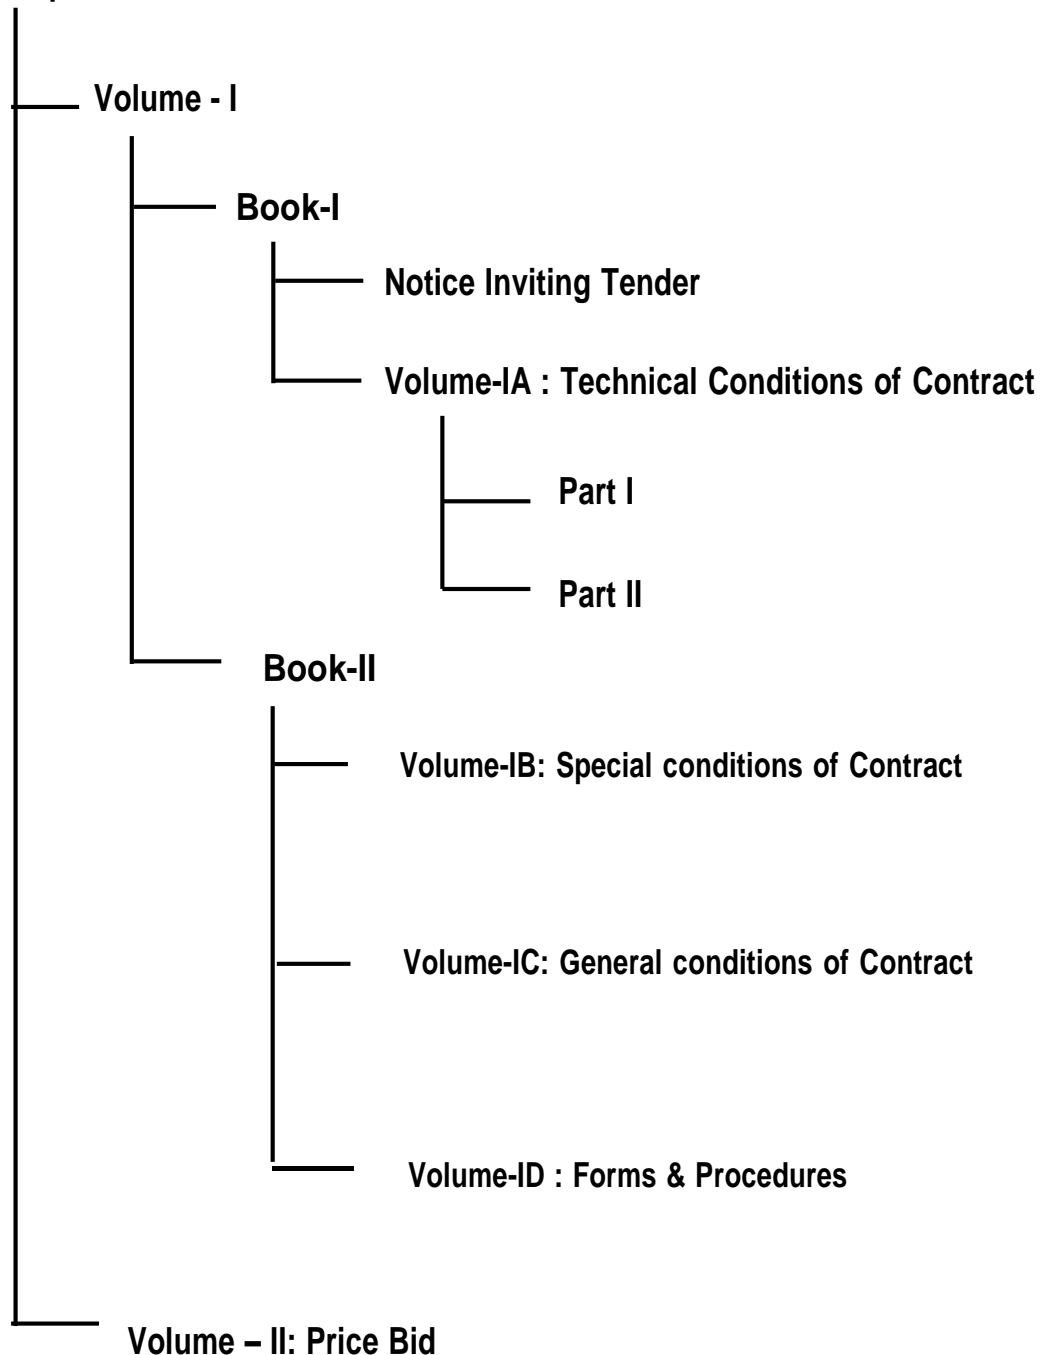 Volume - I
Book-I
Notice Inviting Tender
Volume-IA : Technical Conditions of Contract
Part I
Part II
Book-II
Volume-IB: Special conditions of Contract
Volume-IC: General conditions of Contract
Volume-ID : Forms & Procedures
Volume – II: Price Bid